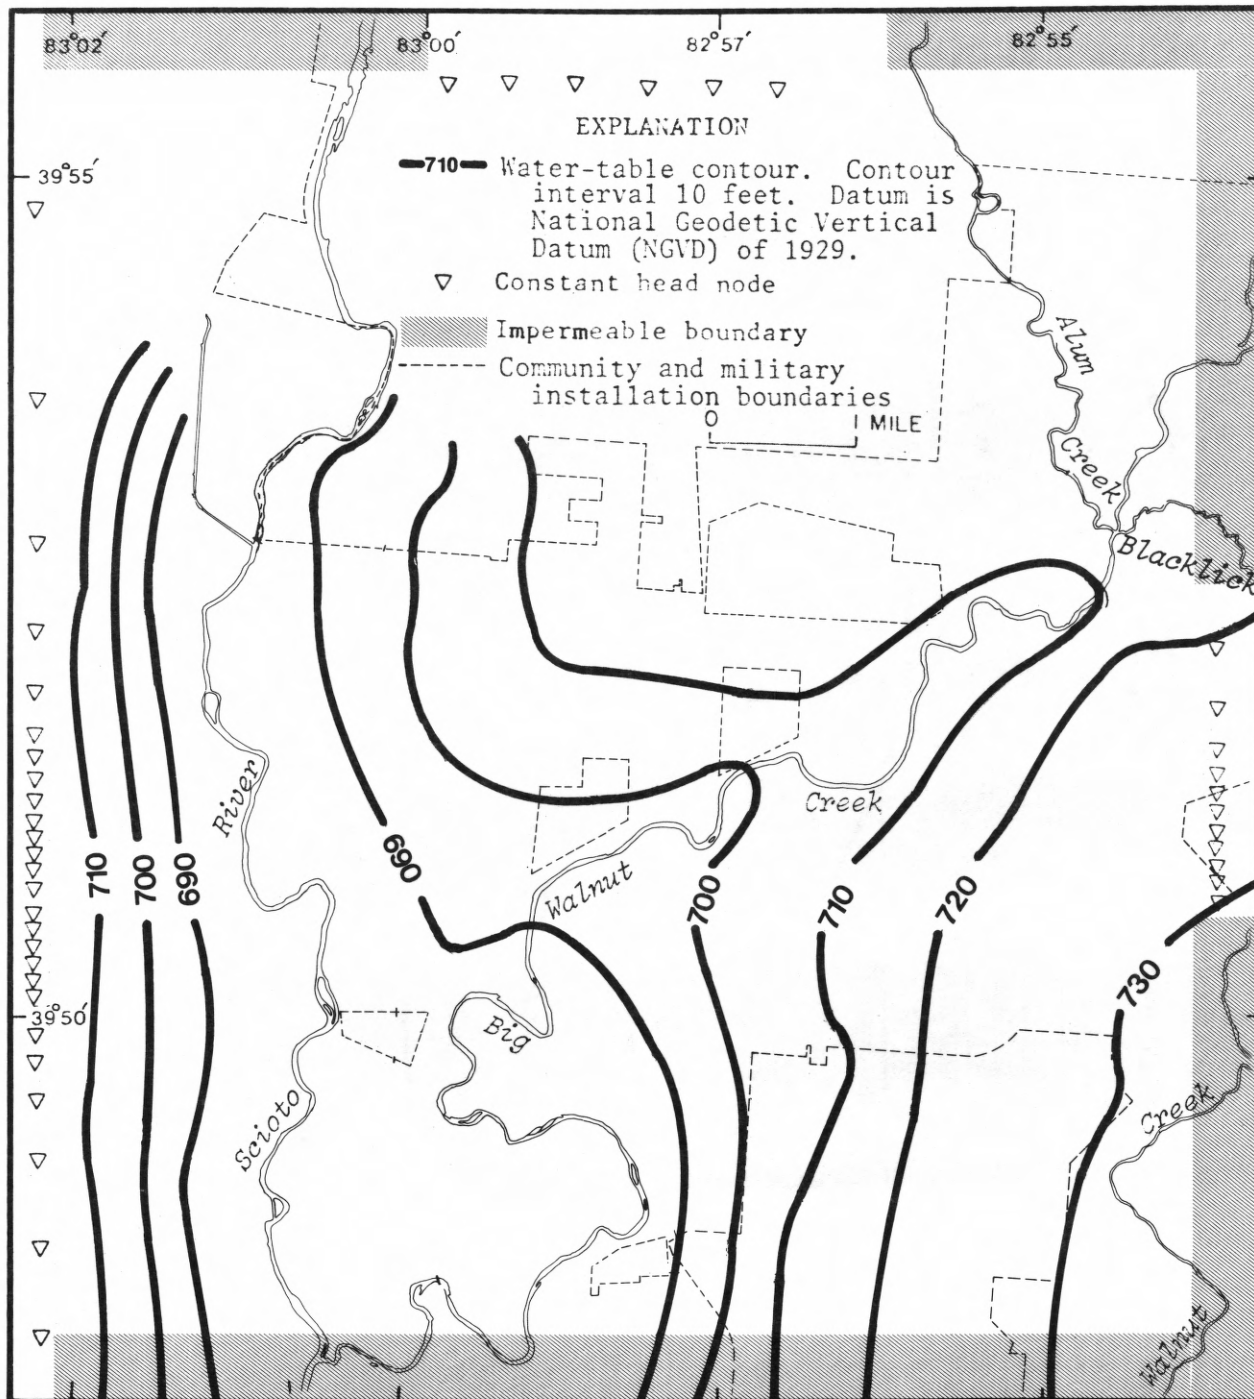 83°02′ 83°00′ 82°57′ 82°55′
EXPLANATION
39°55′
710 Water-table contour. Contour
interval 10 feet. Datum is
National Geodetic Vertical
Datum (NGVD) of 1929.
Constant head node
Impermeable boundary
Community and military
installation boundaries
0 1 MILE
Alum
Creek
Blacklick
River
Creek
710 700 690
690
Walnut
700
710
720
730
39°50′
Big
Scioto
Creek
Walnut